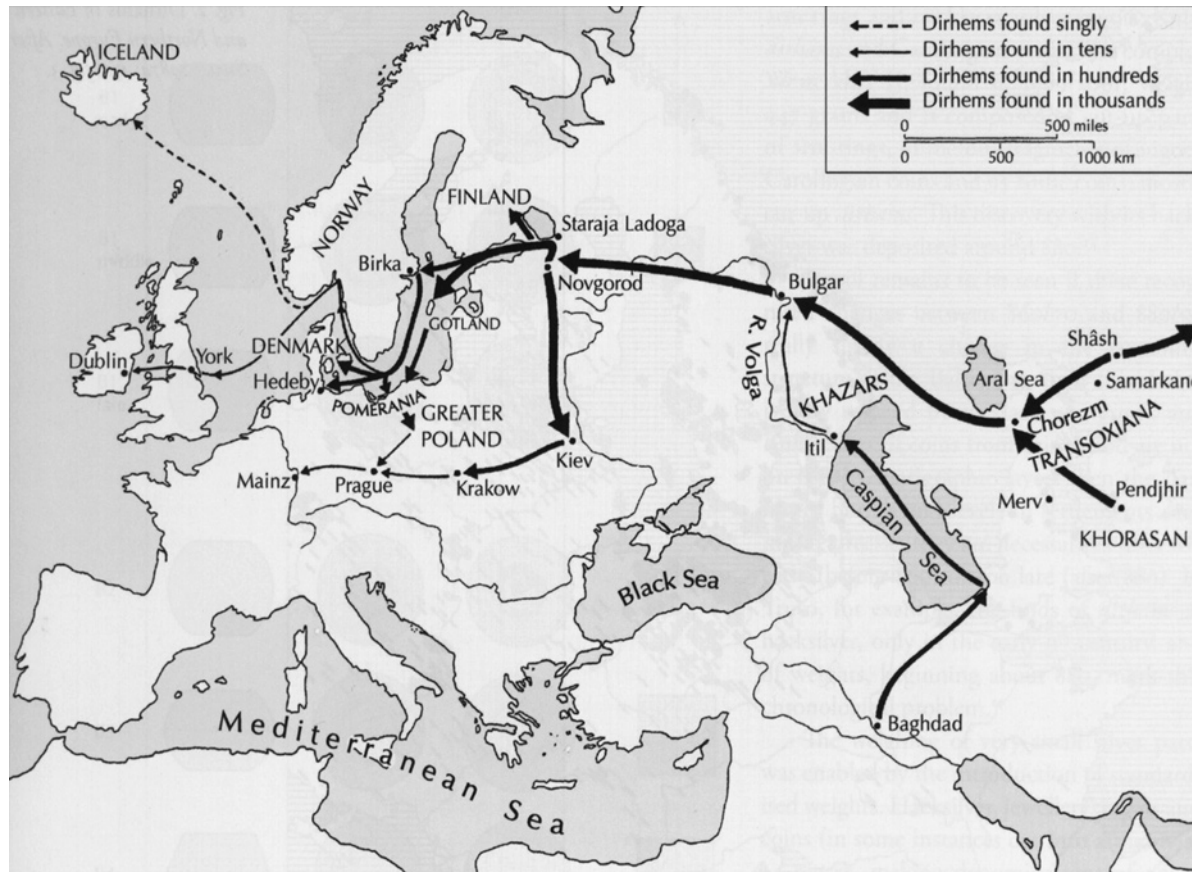 Dirhems found singly
Dirhems found in tens
Dirhems found in hundreds
Dirhems found in thousands
0 500 miles
0 500 1000 km
ICELAND
NORWAY
FINLAND
Staraja Ladoga
Birka
Novgorod
Bulgar
GOTLAND
R. Volga
DENMARK
Dublin
York
Hedeby
POMERANIA
GREATER
POLAND
KHAZARS
Aral Sea
Shâsh
Samarkand
Chorezm
TRANSOXIANA
Itil
Kiev
Mainz
Prague
Krakow
Merv
Pendjhir
KHORASAN
Caspian Sea
Black Sea
Baghdad
Mediterranean Sea